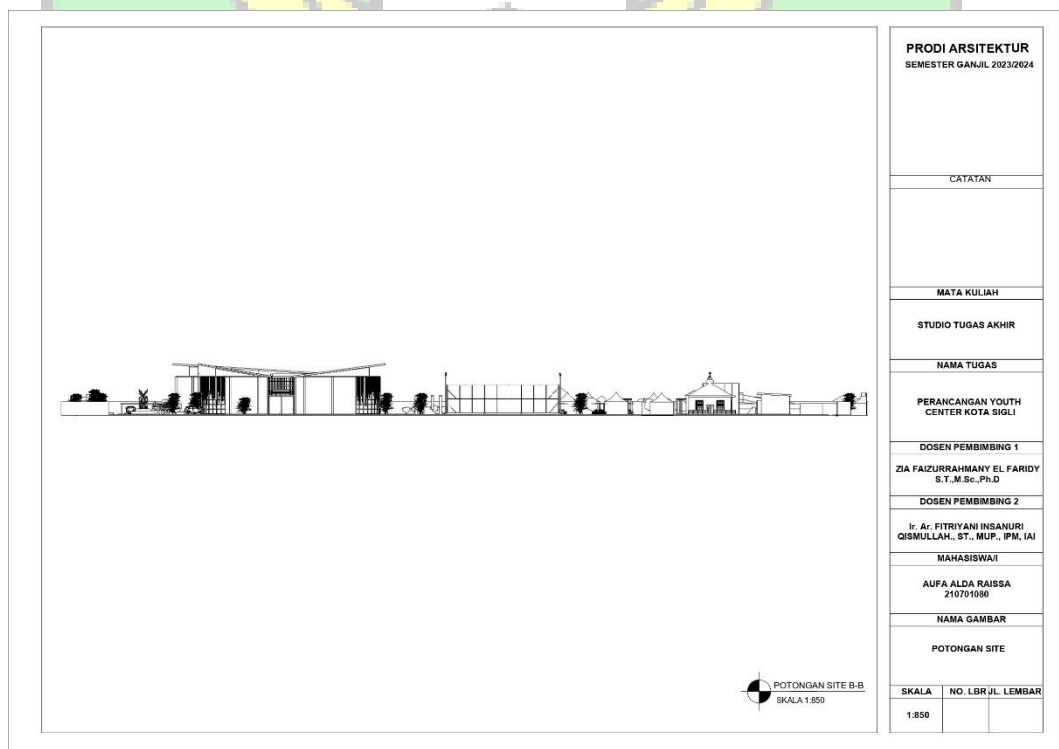 PRODI ARSITEKTUR
SEMESTER GANJIL 2023/2024
CATATAN
MATA KULIAH
STUDIO TUGAS AKHIR
NAMA TUGAS
PERANCANGAN YOUTH
CENTER KOTA SIGLI
DOSEN PEMBIMBING 1
ZIA FAIZURRAHMANY EL FARIDY
S.T.,M.Sc.,Ph.D
DOSEN PEMBIMBING 2
Ir. Ar. FITRIYANI INSANURI
QISMULLAH., ST., MUP., IPM, IAI
MAHASISWA/I
AUFA ALDA RAISSA
210701080
NAMA GAMBAR
POTONGAN SITE
SKALA NO. LBR JL. LEMBAR
1:850
POTONGAN SITE B-B
SKALA 1:850